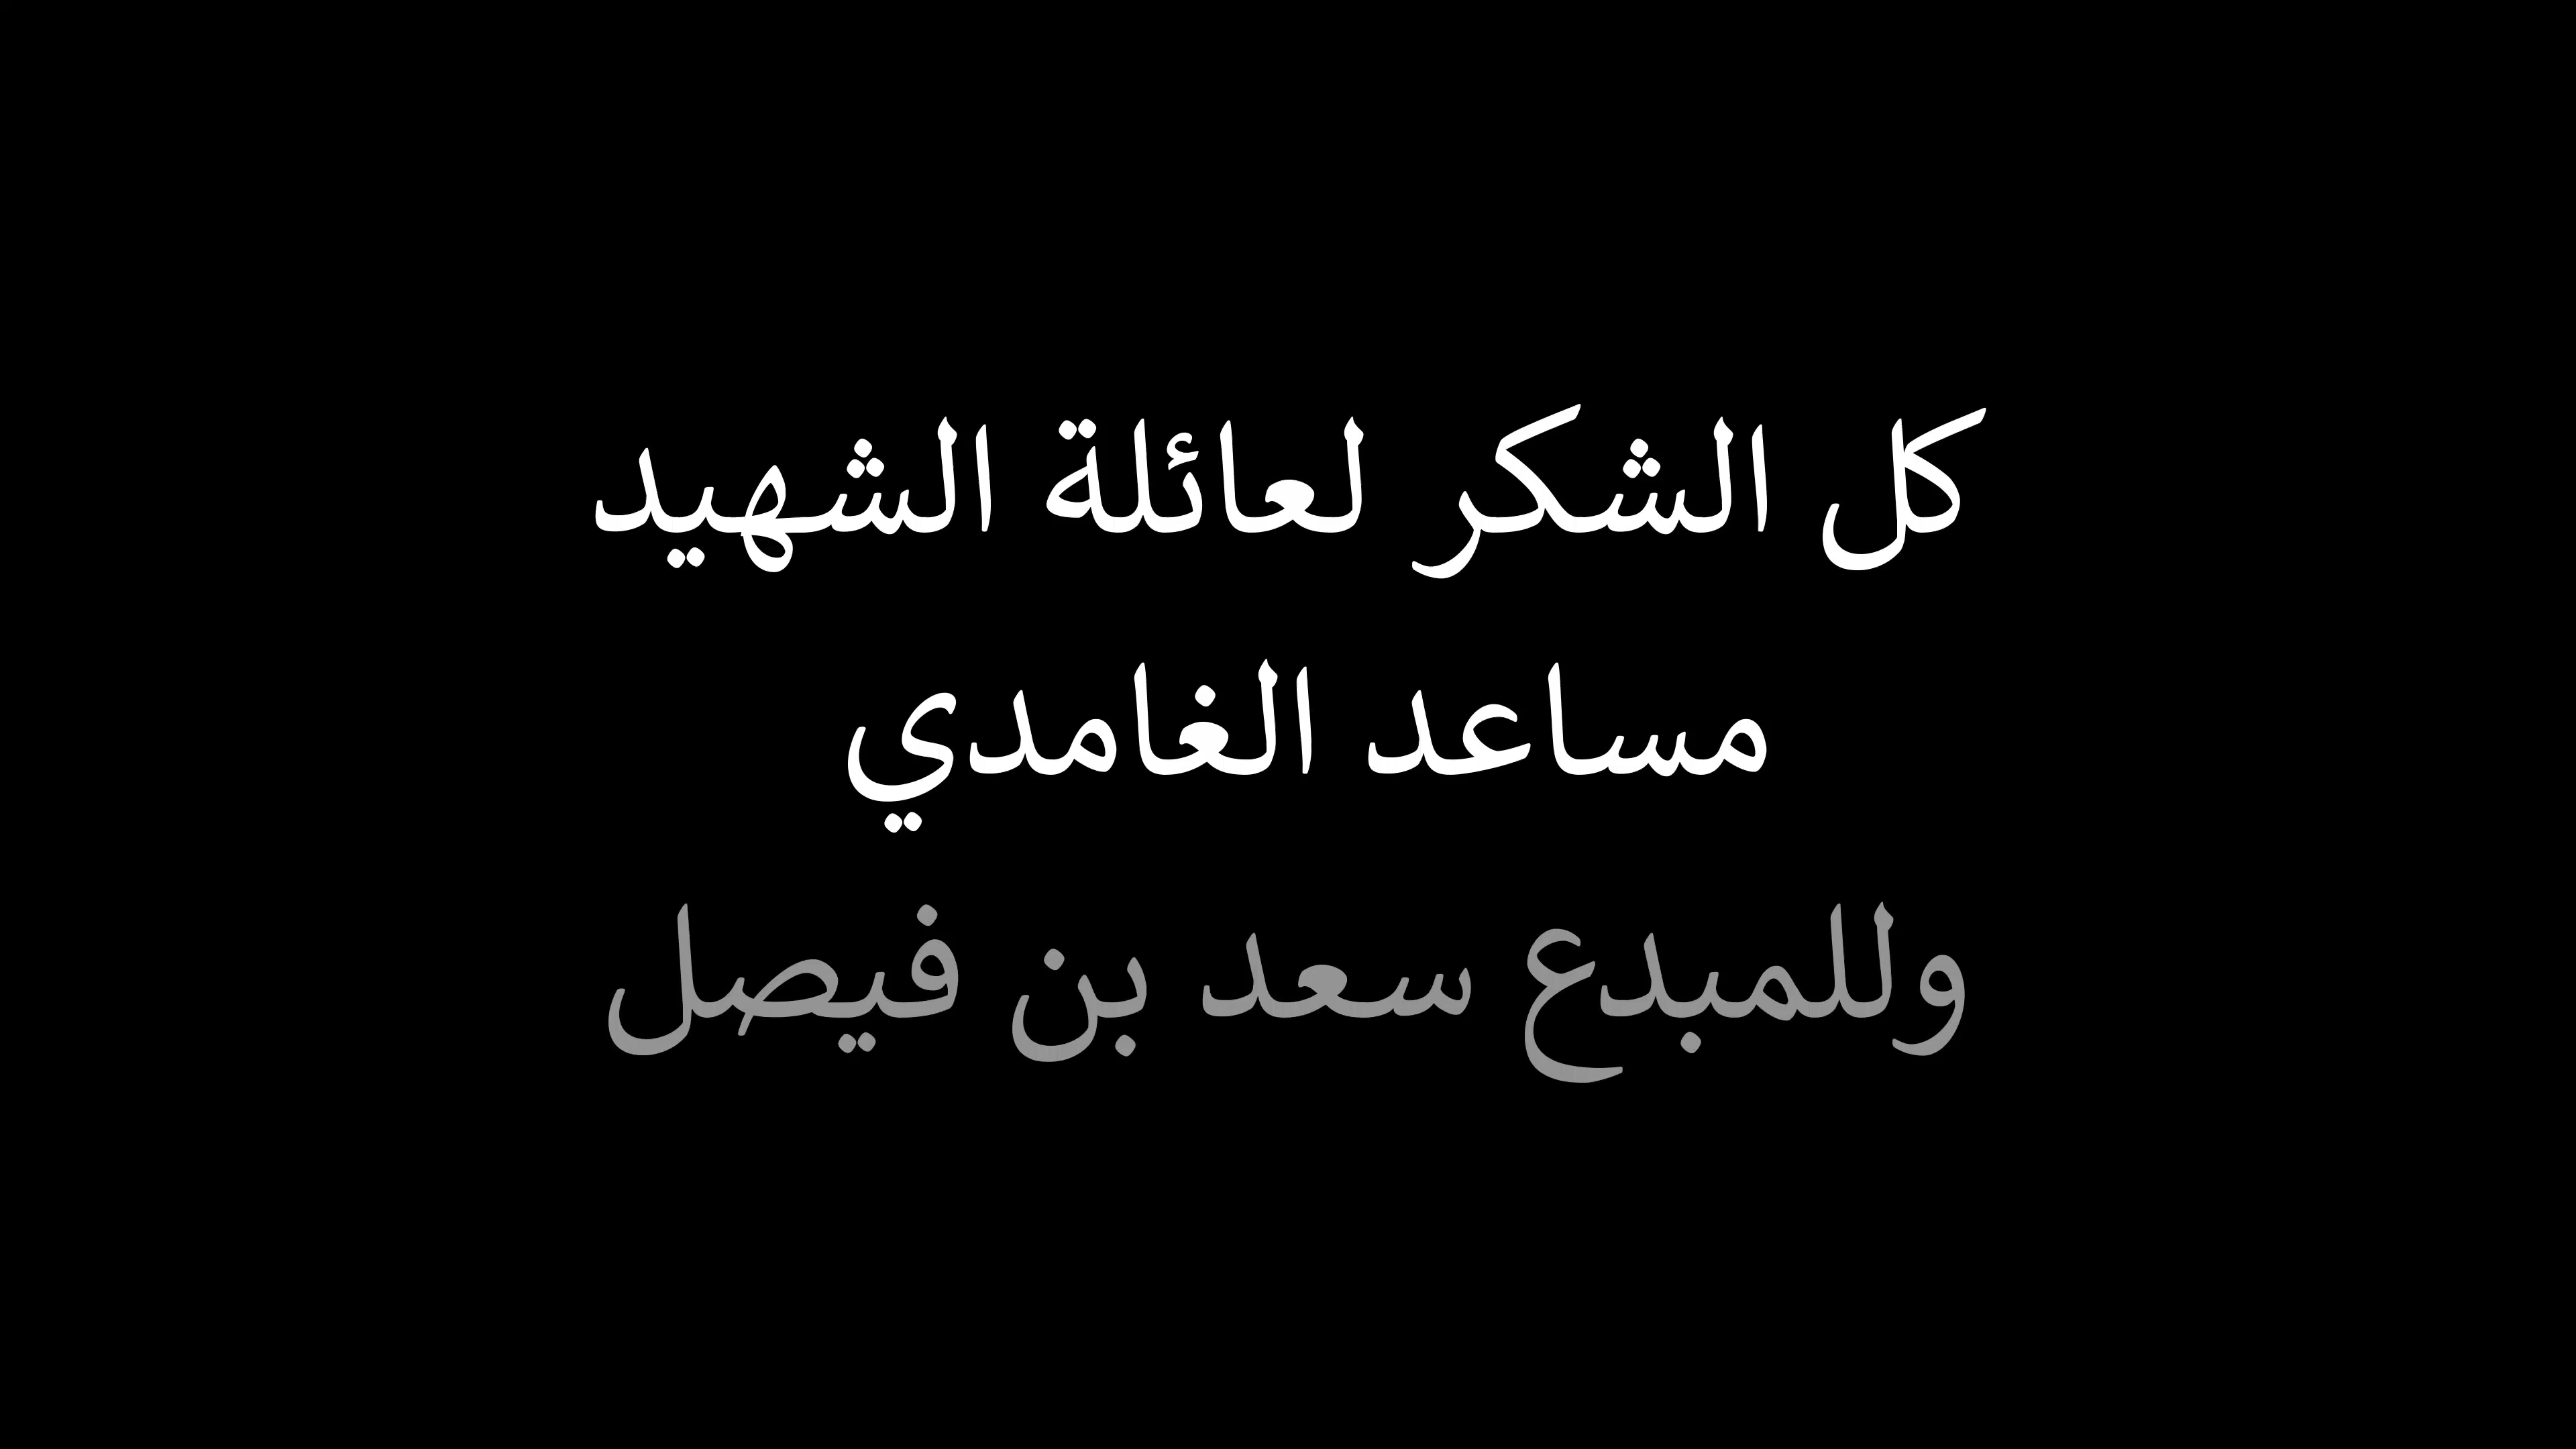 كل الشكر لعائلة الشهيد
مساعد الغامدي
وللمبدع سعد بن فيصل